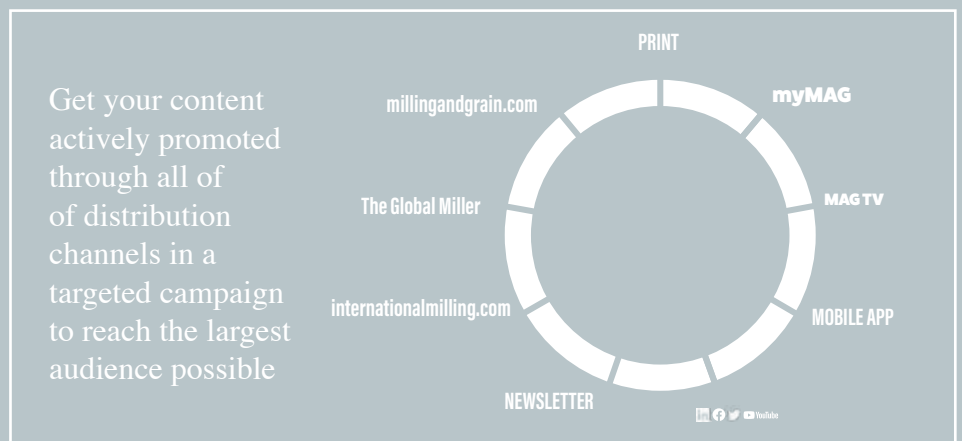 Get your content
actively promoted
through all of
of distribution
channels in a
targeted campaign
to reach the largest
audience possible
PRINT
myMAG
MAG TV
MOBILE APP
in YouTube
NEWSLETTER
internationalmilling.com
The Global Miller
millingandgrain.com